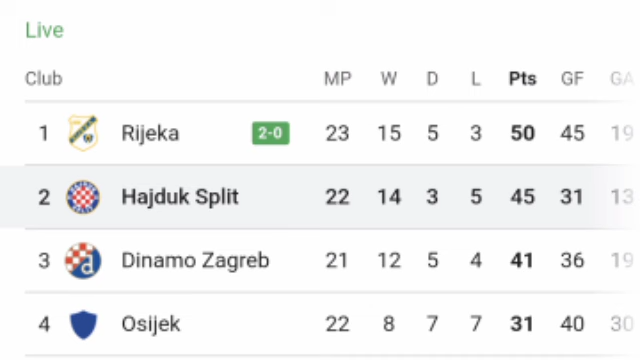 Live
Club MP W D L Pts GF GA
1 Rijeka 2-0 23 15 5 3 50 45 19
2 Hajduk Split 22 14 3 5 45 31 13
3 Dinamo Zagreb 21 12 5 4 41 36 19
4 Osijek 22 8 7 7 31 40 30